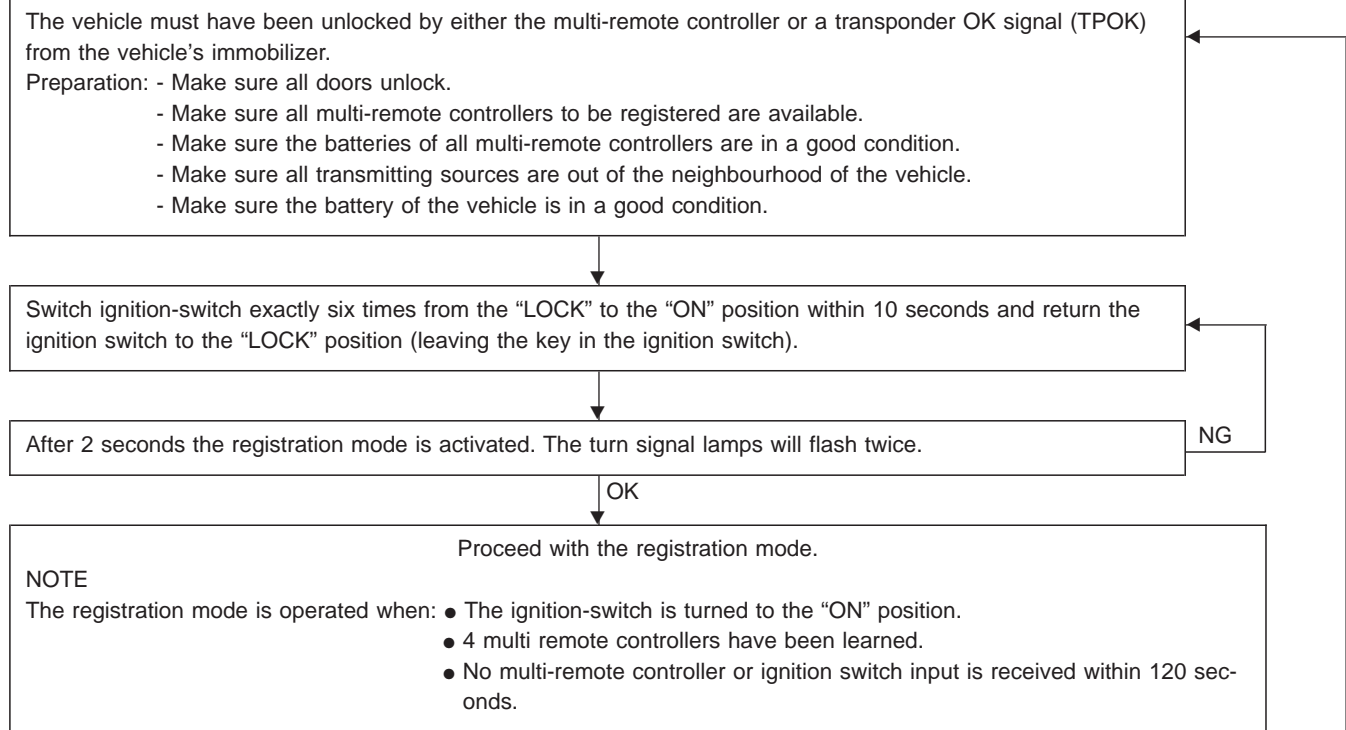 The vehicle must have been unlocked by either the multi-remote controller or a transponder OK signal (TPOK)
from the vehicle’s immobilizer.
Preparation: - Make sure all doors unlock.
- Make sure all multi-remote controllers to be registered are available.
- Make sure the batteries of all multi-remote controllers are in a good condition.
- Make sure all transmitting sources are out of the neighbourhood of the vehicle.
- Make sure the battery of the vehicle is in a good condition.
Switch ignition-switch exactly six times from the “LOCK” to the “ON” position within 10 seconds and return the
ignition switch to the “LOCK” position (leaving the key in the ignition switch).
After 2 seconds the registration mode is activated. The turn signal lamps will flash twice.
NG
OK
Proceed with the registration mode.
NOTE
The registration mode is operated when: ● The ignition-switch is turned to the “ON” position.
● 4 multi remote controllers have been learned.
● No multi-remote controller or ignition switch input is received within 120 sec-
onds.